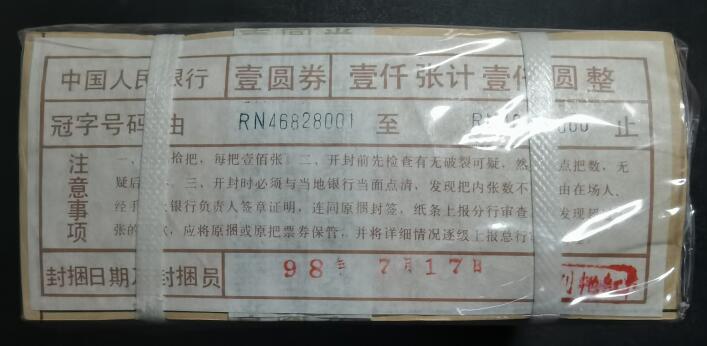 中国人民银行 壹圆券 壹仟张计壹仟圆整
冠字号码由 RN46828001 至 止
注意事项
一、 拾把，每把壹佰张 二、开封前先检查有无破裂可疑，然 点把数，无
疑后 三、开封时必须与当地银行当面点清，发现把内张数不 由在场人、
经手 银行负责人签章证明，连同原捆封签，纸条上报分行审查 发现
张的 ，应将原捆或原把票券保管，并将详细情况逐级上报总行
封捆日期及封捆员 98年 7月17日